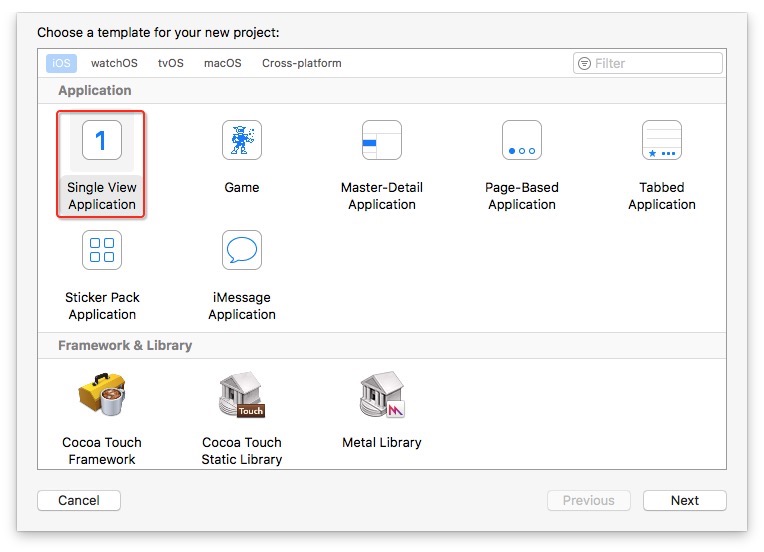 Choose a template for your new project:
iOS watchOS tvOS macOS Cross-platform Filter
Application
1
Single View Application
Game
Master-Detail Application
Page-Based Application
Tabbed Application
Sticker Pack Application
iMessage Application
Framework & Library
Cocoa Touch Framework
Touch
Cocoa Touch Static Library
Metal Library
Cancel Previous Next